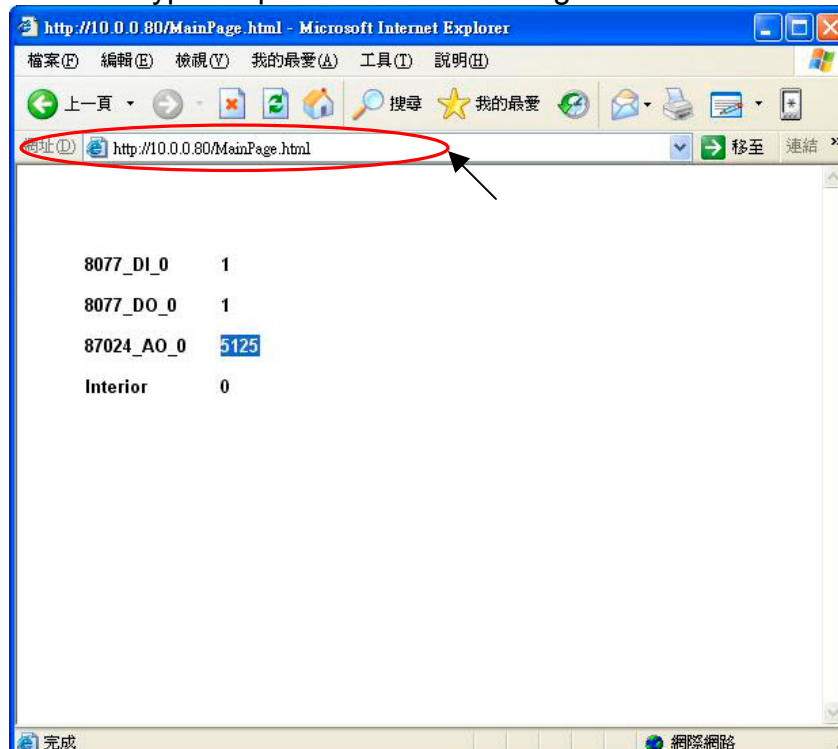 http://10.0.0.80/MainPage.html - Microsoft Internet Explorer
檔案(F) 編輯(E) 檢視(V) 我的最愛(A) 工具(T) 說明(H)
上一頁 搜尋 我的最愛
網址(D) http://10.0.0.80/MainPage.html 移至 連結 »
8077_DI_0 1
8077_DO_0 1
87024_AO_0 5125
Interior 0
完成 網際網路